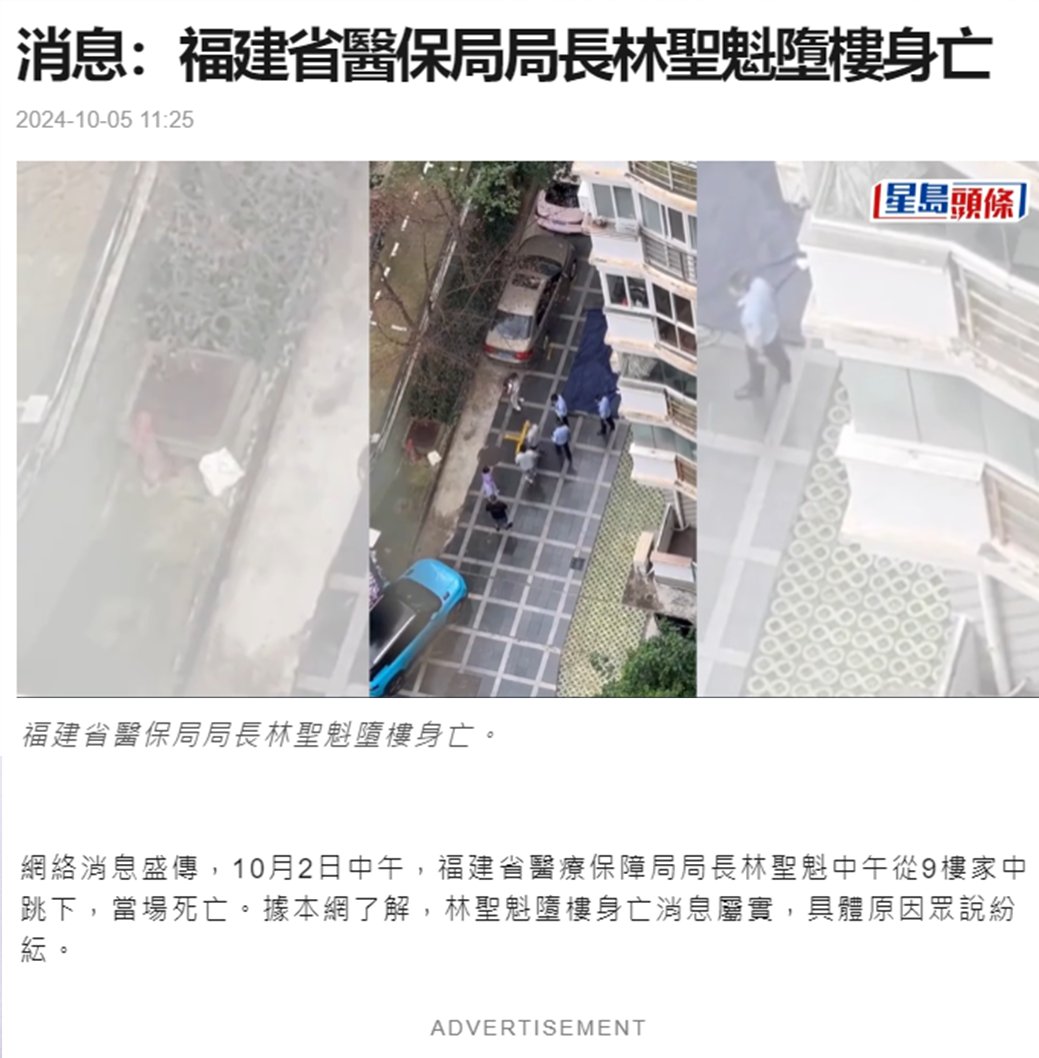 消息：福建省醫保局局長林聖魁墮樓身亡
2024-10-05 11:25
星島頭條
福建省醫保局局長林聖魁墮樓身亡。
網絡消息盛傳，10月2日中午，福建省醫療保障局局長林聖魁中午從9樓家中
跳下，當場死亡。據本網了解，林聖魁墮樓身亡消息屬實，具體原因眾說紛
紜。
ADVERTISEMENT